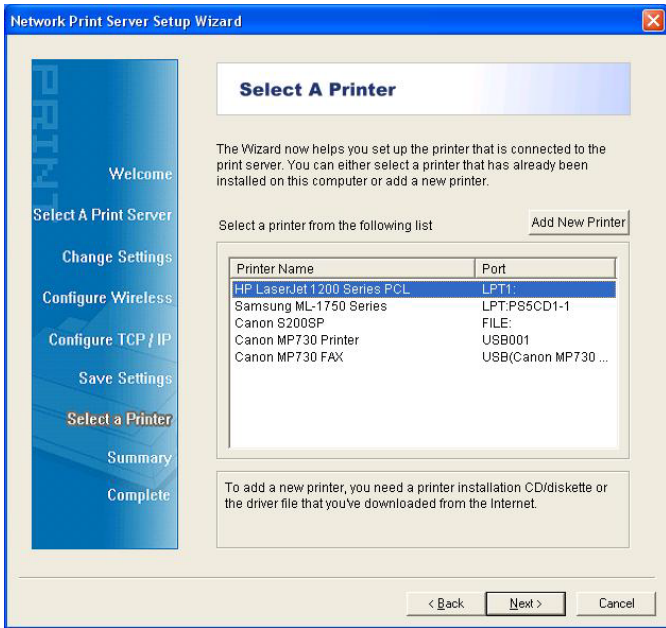 Network Print Server Setup Wizard
PRINT
Welcome
Select A Print Server
Change Settings
Configure Wireless
Configure TCP / IP
Save Settings
Select a Printer
Summary
Complete
Select A Printer
The Wizard now helps you set up the printer that is connected to the
print server. You can either select a printer that has already been
installed on this computer or add a new printer.
Select a printer from the following list
Add New Printer
Printer Name Port
HP LaserJet 1200 Series PCL LPT1:
Samsung ML-1750 Series LPT:PS5CD1-1
Canon S200SP FILE:
Canon MP730 Printer USB001
Canon MP730 FAX USB(Canon MP730 ...
To add a new printer, you need a printer installation CD/diskette or
the driver file that you've downloaded from the Internet.
< Back Next > Cancel